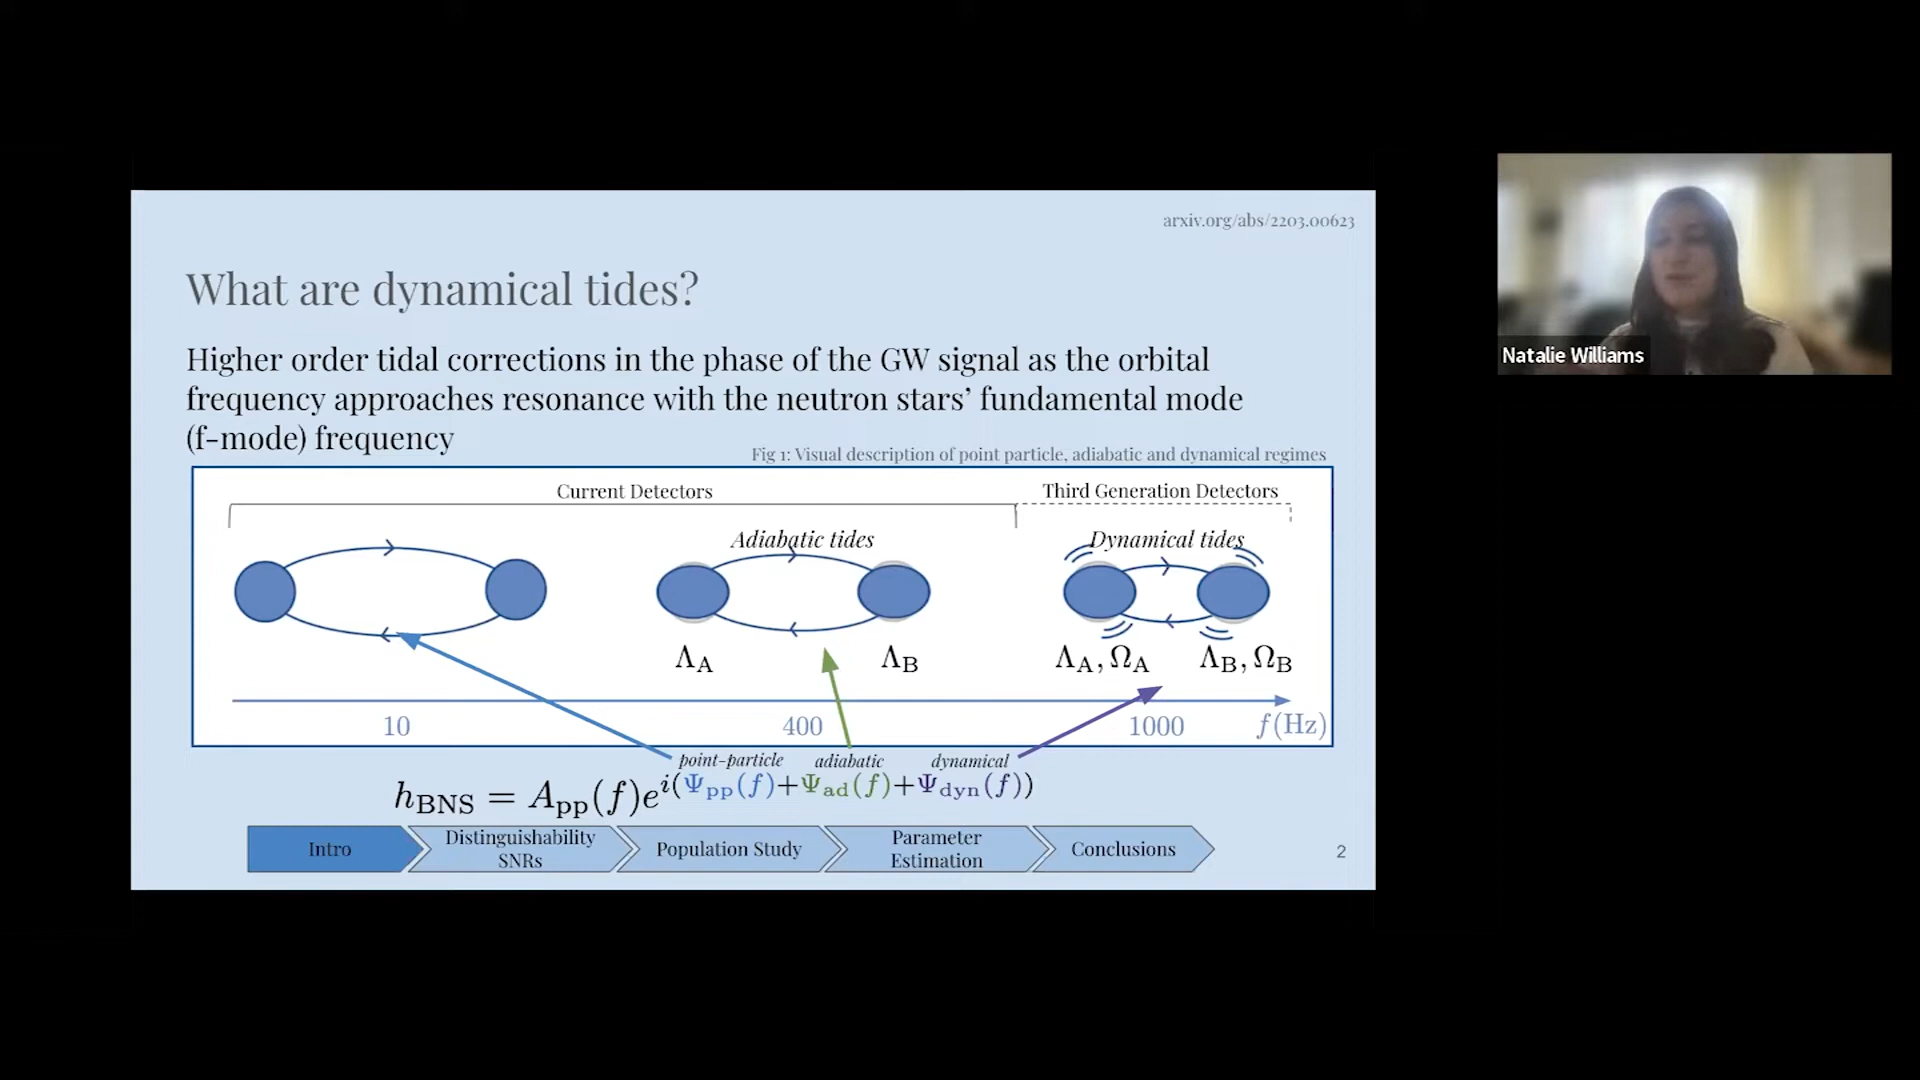 arxiv.org/abs/2203.00623
What are dynamical tides?
Higher order tidal corrections in the phase of the GW signal as the orbital
frequency approaches resonance with the neutron stars’ fundamental mode
(f-mode) frequency
Fig 1: Visual description of point particle, adiabatic and dynamical regimes
Current Detectors
Third Generation Detectors
Adiabatic tides
Dynamical tides
Λ_A
Λ_B
Λ_A, Ω_A
Λ_B, Ω_B
10
400
1000
f(Hz)
point-particle adiabatic dynamical
h_BNS = A_pp(f)e^{i(Ψ_pp(f)+Ψ_ad(f)+Ψ_dyn(f))}
Intro
Distinguishability
SNRs
Population Study
Parameter
Estimation
Conclusions
2
Natalie Williams